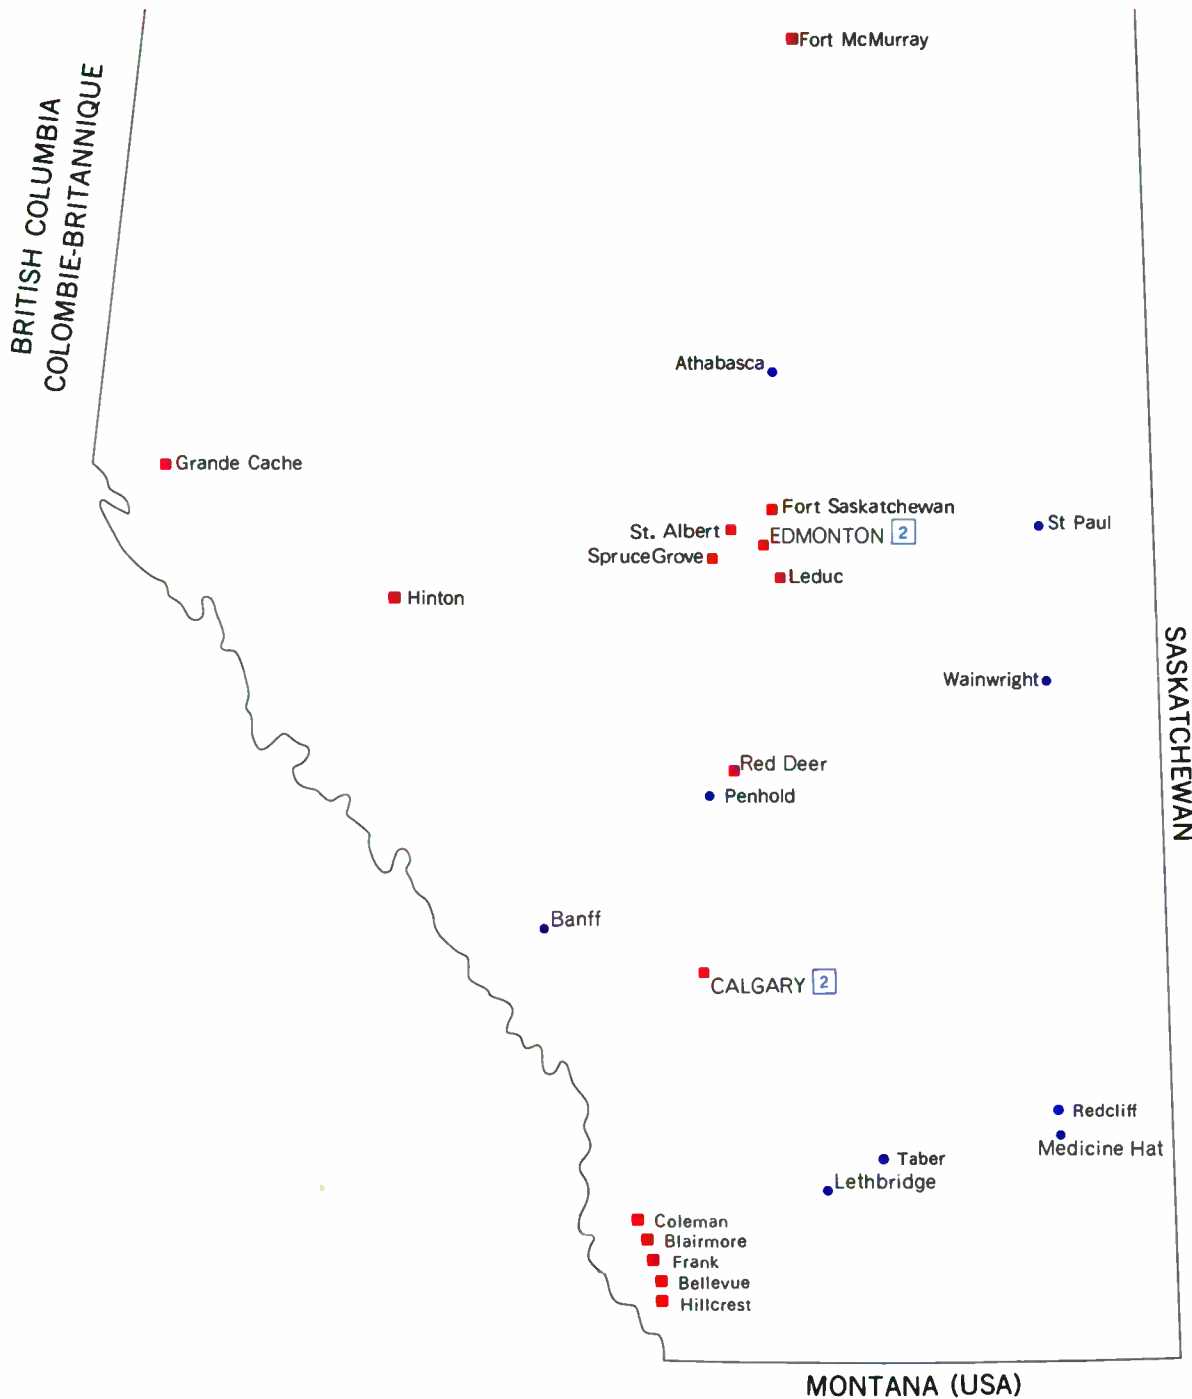 Fort McMurray
BRITISH COLUMBIA
COLOMBIE-BRITANNIQUE
Athabasca
Grande Cache
Fort Saskatchewan
St. Albert
EDMONTON 2
St Paul
SpruceGrove
Leduc
Hinton
SASKATCHEWAN
Wainwright
Red Deer
Penhold
Banff
CALGARY 2
Redcliff
Medicine Hat
Taber
Lethbridge
Coleman
Blairmore
Frank
Bellevue
Hillcrest
MONTANA (USA)